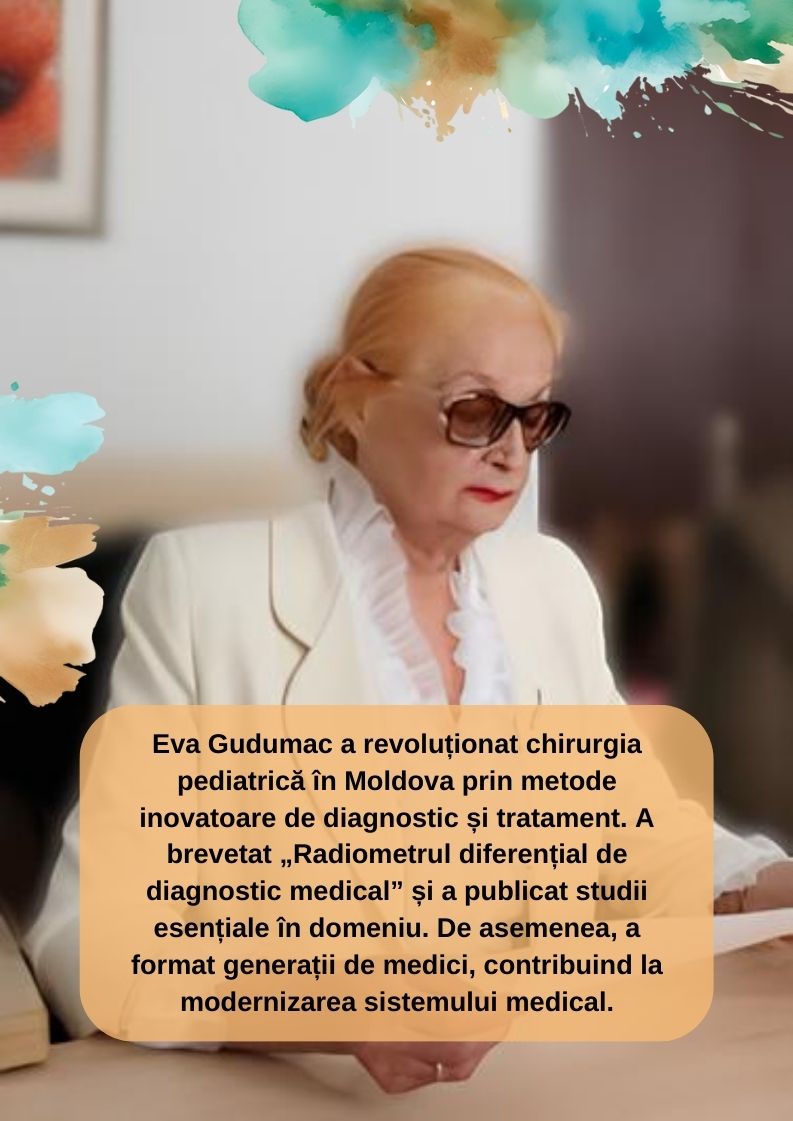 Eva Gudumac a revoluționat chirurgia
pediatrică în Moldova prin metode
inovatoare de diagnostic și tratament. A
brevetat „Radiometrul diferențial de
diagnostic medical” și a publicat studii
esențiale în domeniu. De asemenea, a
format generații de medici, contribuind la
modernizarea sistemului medical.